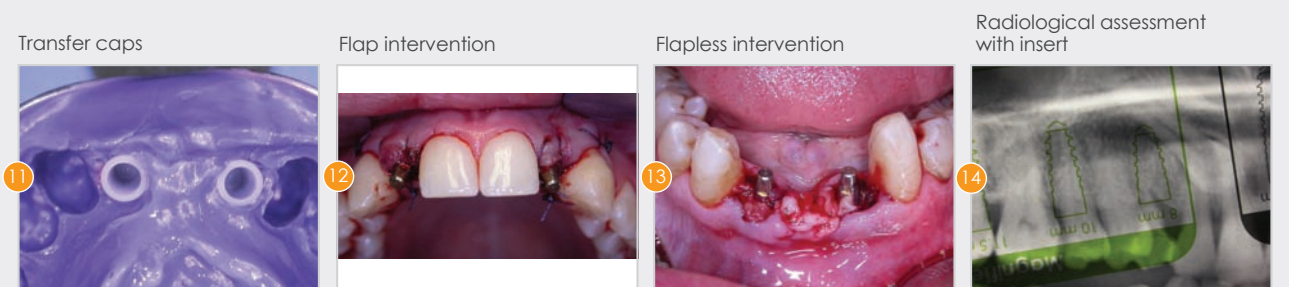 Transfer caps
Flap intervention
Flapless intervention
Radiological assessment
with insert
11
12
13
14
10 mm
8 mm